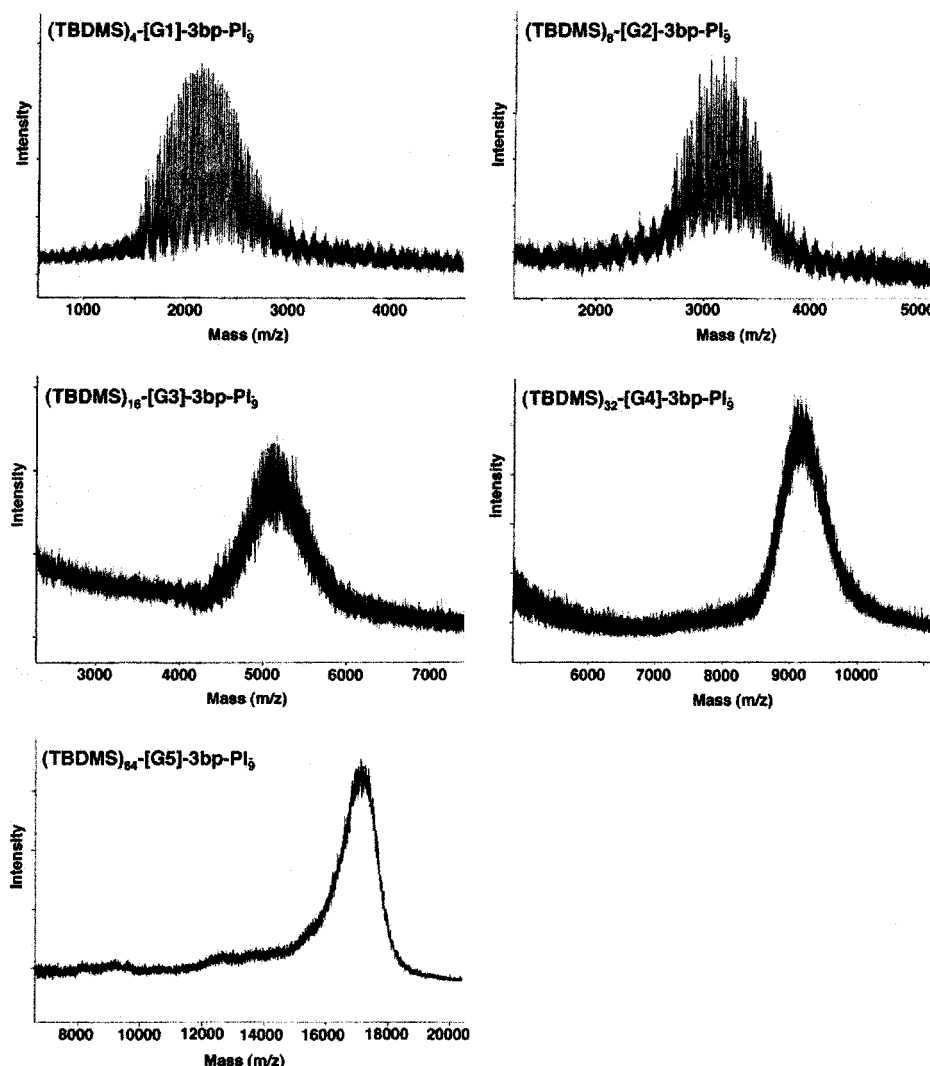 (TBDMS)₄-[G1]-3bp-PI₉̄
Intensity
1000 2000 3000 4000
Mass (m/z)
(TBDMS)₈-[G2]-3bp-PI₉̄
Intensity
2000 3000 4000 5000
Mass (m/z)
(TBDMS)₁₆-[G3]-3bp-PI₉̄
Intensity
3000 4000 5000 6000 7000
Mass (m/z)
(TBDMS)₃₂-[G4]-3bp-PI₉̄
Intensity
6000 7000 8000 9000 10000
Mass (m/z)
(TBDMS)₆₄-[G5]-3bp-PI₉̄
Intensity
8000 10000 12000 14000 16000 18000 20000
Mass (m/z)